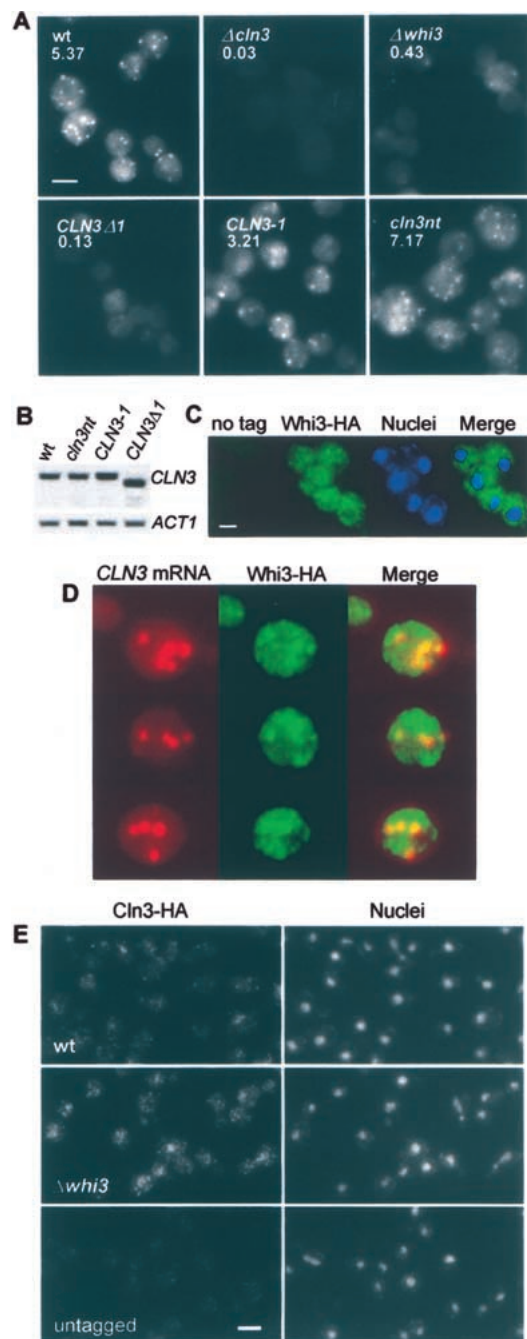 A
wt
5.37
Δcln3
0.03
Δwhi3
0.43
CLN3Δ1
0.13
CLN3-1
3.21
cln3nt
7.17
B
wt
cln3nt
CLN3-1
CLN3Δ1
CLN3
ACT1
C
no tag Whi3-HA Nuclei Merge
D
CLN3 mRNA Whi3-HA Merge
E
Cln3-HA Nuclei
wt
\whi3
untagged